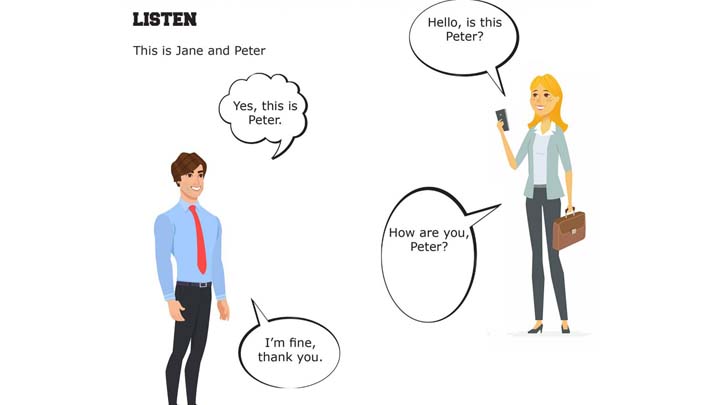 LISTEN
This is Jane and Peter
Hello, is this
Peter?
Yes, this is
Peter.
How are you,
Peter?
I’m fine,
thank you.